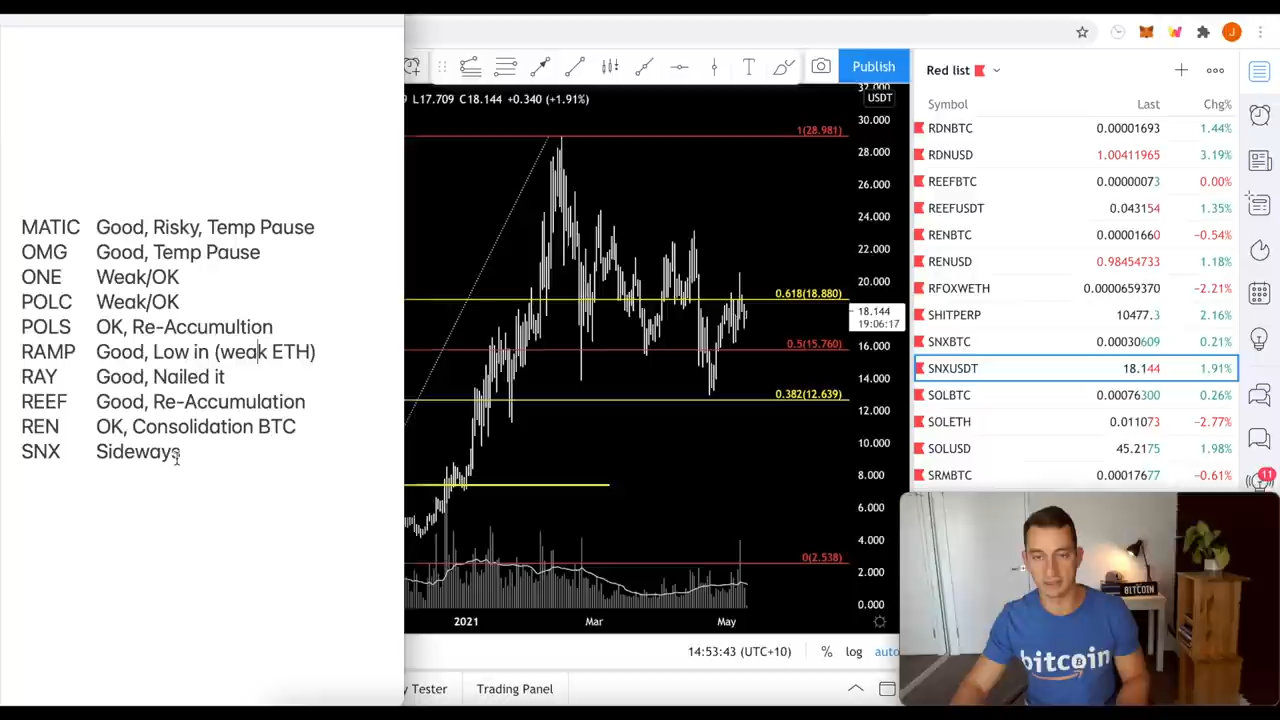 MATIC Good, Risky, Temp Pause
OMG Good, Temp Pause
ONE Weak/OK
POLC Weak/OK
POLS OK, Re-Accumultion
RAMP Good, Low in (weak ETH)
RAY Good, Nailed it
REEF Good, Re-Accumulation
REN OK, Consolidation BTC
SNX Sideways
Publish
L17.709 C18.144 +0.340 (+1.91%)
USDT
32.000
30.000
28.000
24.000
22.000
20.000
16.000
14.000
12.000
10.000
8.000
6.000
4.000
2.000
0.000
1(28.981)
0.618(18.880)
18.144
19:06:17
0.5(15.760)
0.382(12.639)
0(2.538)
2021 Mar May
14:53:43 (UTC+10) % log auto
y Tester Trading Panel
Red list
Symbol Last Chg%
RDNBTC 0.00001693 1.44%
RDNUSD 1.00411965 3.19%
REEFBTC 0.00000073 0.00%
REEFUSDT 0.043154 1.35%
RENBTC 0.00001660 −0.54%
RENUSD 0.98454733 1.18%
RFOXWETH 0.0000659370 −2.21%
SHITPERP 10477.3 2.16%
SNXBTC 0.00030609 0.21%
SNXUSDT 18.144 1.91%
SOLBTC 0.00076300 0.26%
SOLETH 0.011073 −2.77%
SOLUSD 45.2175 1.98%
SRMBTC 0.00017677 −0.61%
J
11
BITCOIN
bitcoin